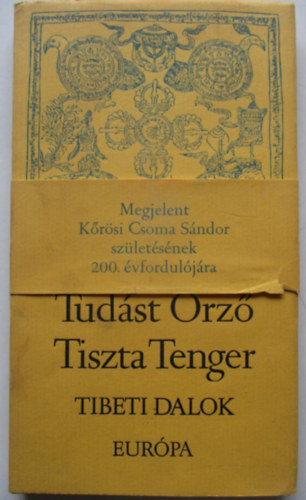 Megjelent
Kőrösi Csoma Sándor
születésének
200. évfordulójára
Tudást Őrző
Tiszta Tenger
TIBETI DALOK
EURÓPA